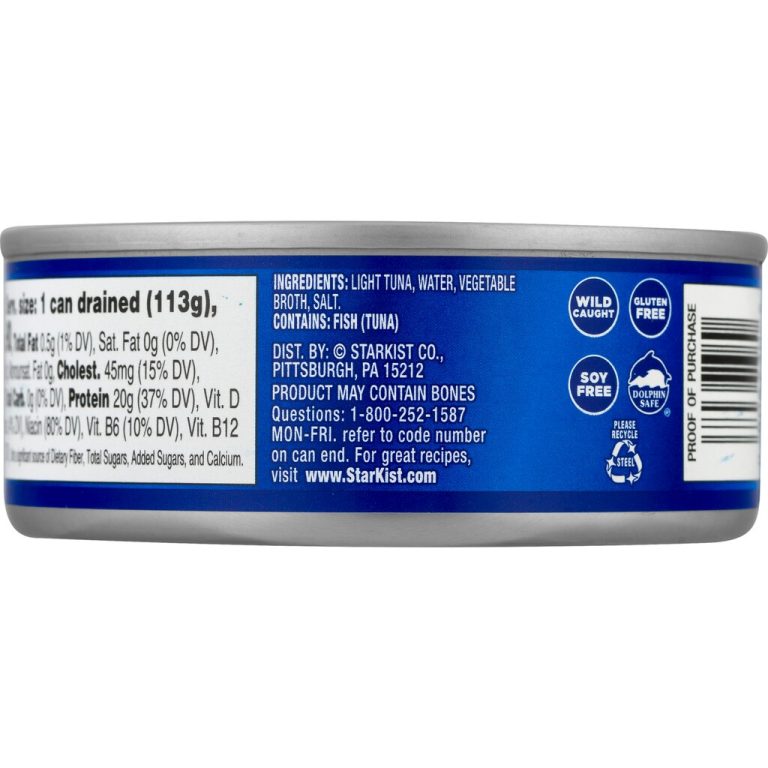 size: 1 can drained (113g),
Total Fat 0.5g (1% DV), Sat. Fat 0g (0% DV),
Fat 0g, Cholest. 45mg (15% DV),
Carb. 0g (0% DV), Protein 20g (37% DV), Vit. D
DV), Niacin (80% DV), Vit. B6 (10% DV), Vit. B12
significant source of Dietary Fiber, Total Sugars, Added Sugars, and Calcium.
INGREDIENTS: LIGHT TUNA, WATER, VEGETABLE
BROTH, SALT.
CONTAINS: FISH (TUNA)
DIST. BY: © STARKIST CO.,
PITTSBURGH, PA 15212
PRODUCT MAY CONTAIN BONES
Questions: 1-800-252-1587
MON-FRI. refer to code number
on can end. For great recipes,
visit www.StarKist.com
WILD
CAUGHT
GLUTEN
FREE
SOY
FREE
DOLPHIN
SAFE
PLEASE
RECYCLE
STEEL
PROOF OF PURCHASE